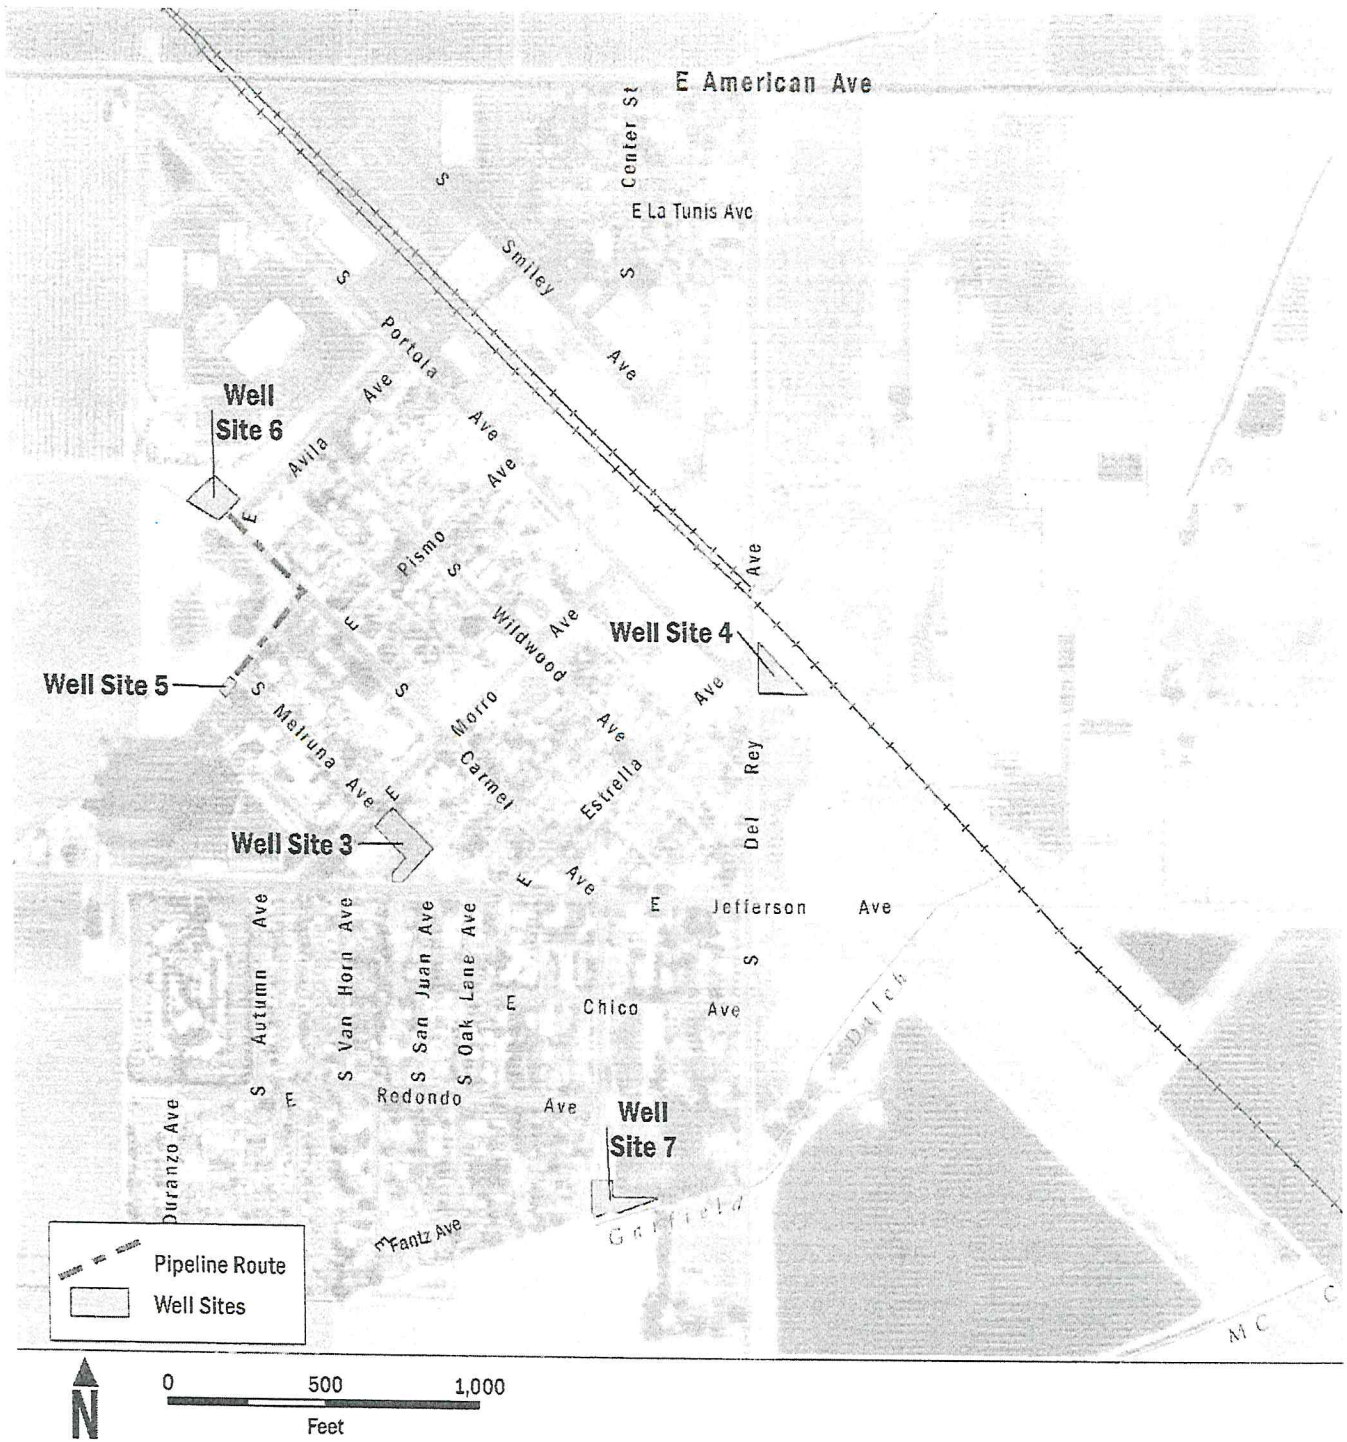 E American Ave
S Center St
E La Tunis Ave
S Smiley Ave
S Portola Ave
Well
Site 6
E Avila Ave
E Pismo Ave
S Wildwood Ave
Well Site 4
Well Site 5
S Melruna Ave
E Morro Ave
S Carmel Ave
E Estrella Ave
S Del Rey Ave
Well Site 3
E Jefferson Ave
S Autumn Ave
S Van Horn Ave
S San Juan Ave
S Oak Lane Ave
E Chico Ave
E Redondo Ave
Duranzo Ave
Well
Site 7
E Fantz Ave
Garfield Ditch
M C C
Pipeline Route
Well Sites
N
0 500 1,000
Feet